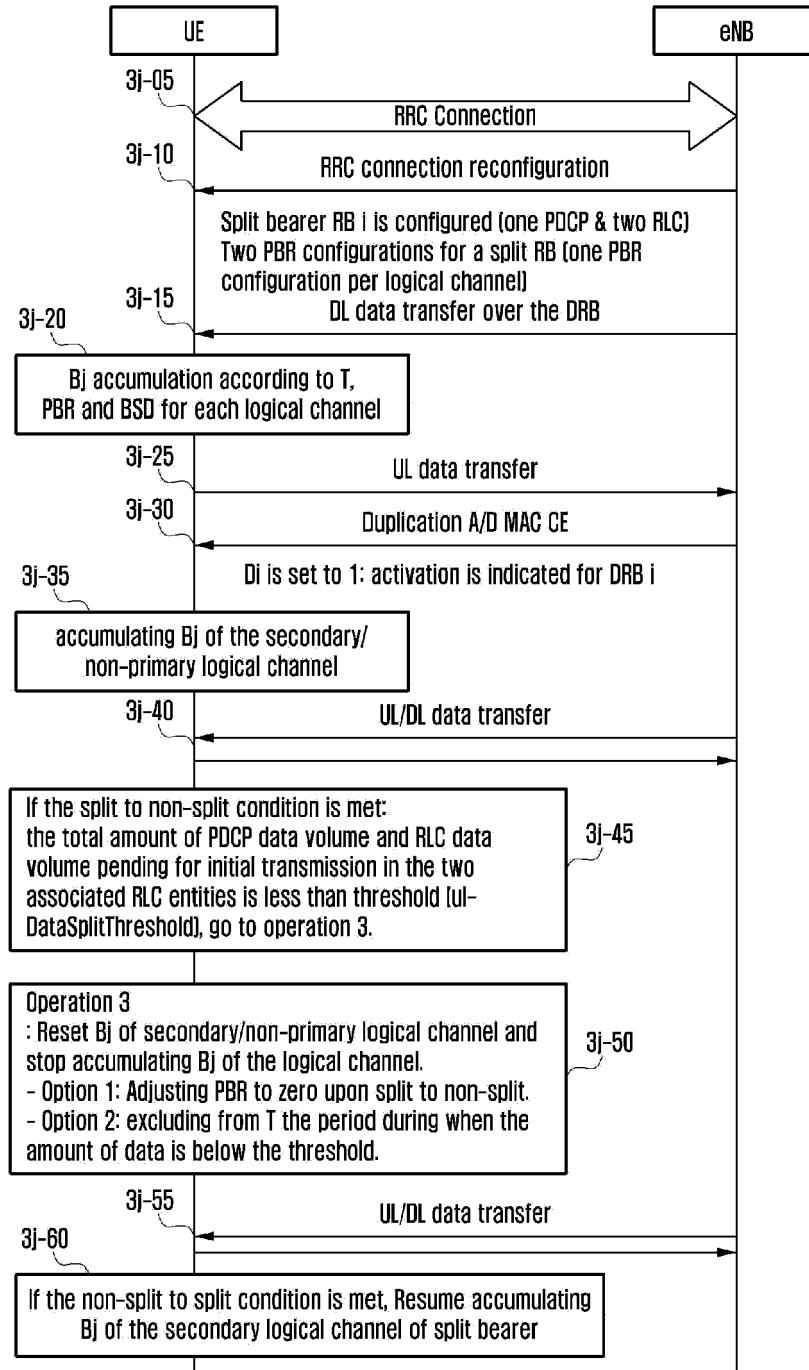 UE
eNB
3j-05
RRC Connection
3j-10
RRC connection reconfiguration
Split bearer RB i is configured (one PDCP & two RLC)
Two PBR configurations for a split RB (one PBR
configuration per logical channel)
3j-15
DL data transfer over the DRB
3j-20
Bj accumulation according to T,
PBR and BSD for each logical channel
3j-25
UL data transfer
3j-30
Duplication A/D MAC CE
Di is set to 1: activation is indicated for DRB i
3j-35
accumulating Bj of the secondary/
non-primary logical channel
3j-40
UL/DL data transfer
If the split to non-split condition is met:
the total amount of PDCP data volume and RLC data
volume pending for initial transmission in the two
associated RLC entities is less than threshold (ul-
DataSplitThreshold), go to operation 3.
3j-45
Operation 3
: Reset Bj of secondary/non-primary logical channel and
stop accumulating Bj of the logical channel.
- Option 1: Adjusting PBR to zero upon split to non-split.
- Option 2: excluding from T the period during when the
amount of data is below the threshold.
3j-50
3j-55
UL/DL data transfer
3j-60
If the non-split to split condition is met, Resume accumulating
Bj of the secondary logical channel of split bearer